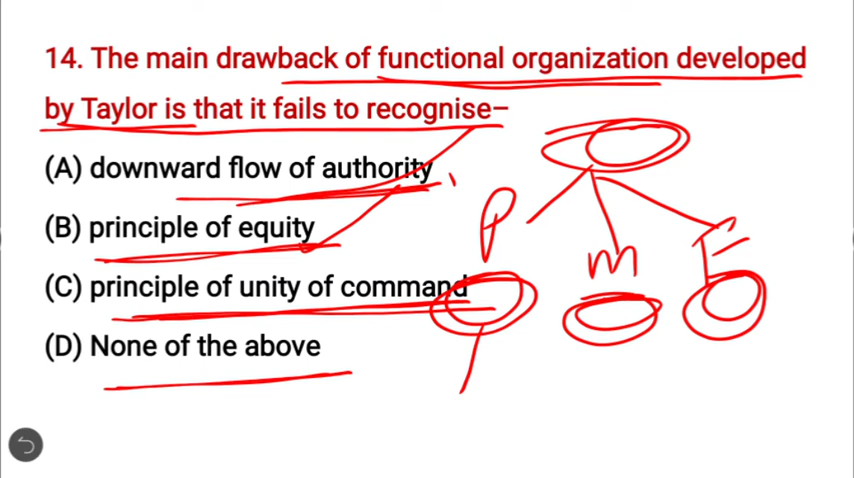 14. The main drawback of functional organization developed
by Taylor is that it fails to recognise–
(A) downward flow of authority
(B) principle of equity
(C) principle of unity of command
(D) None of the above
P
m
F